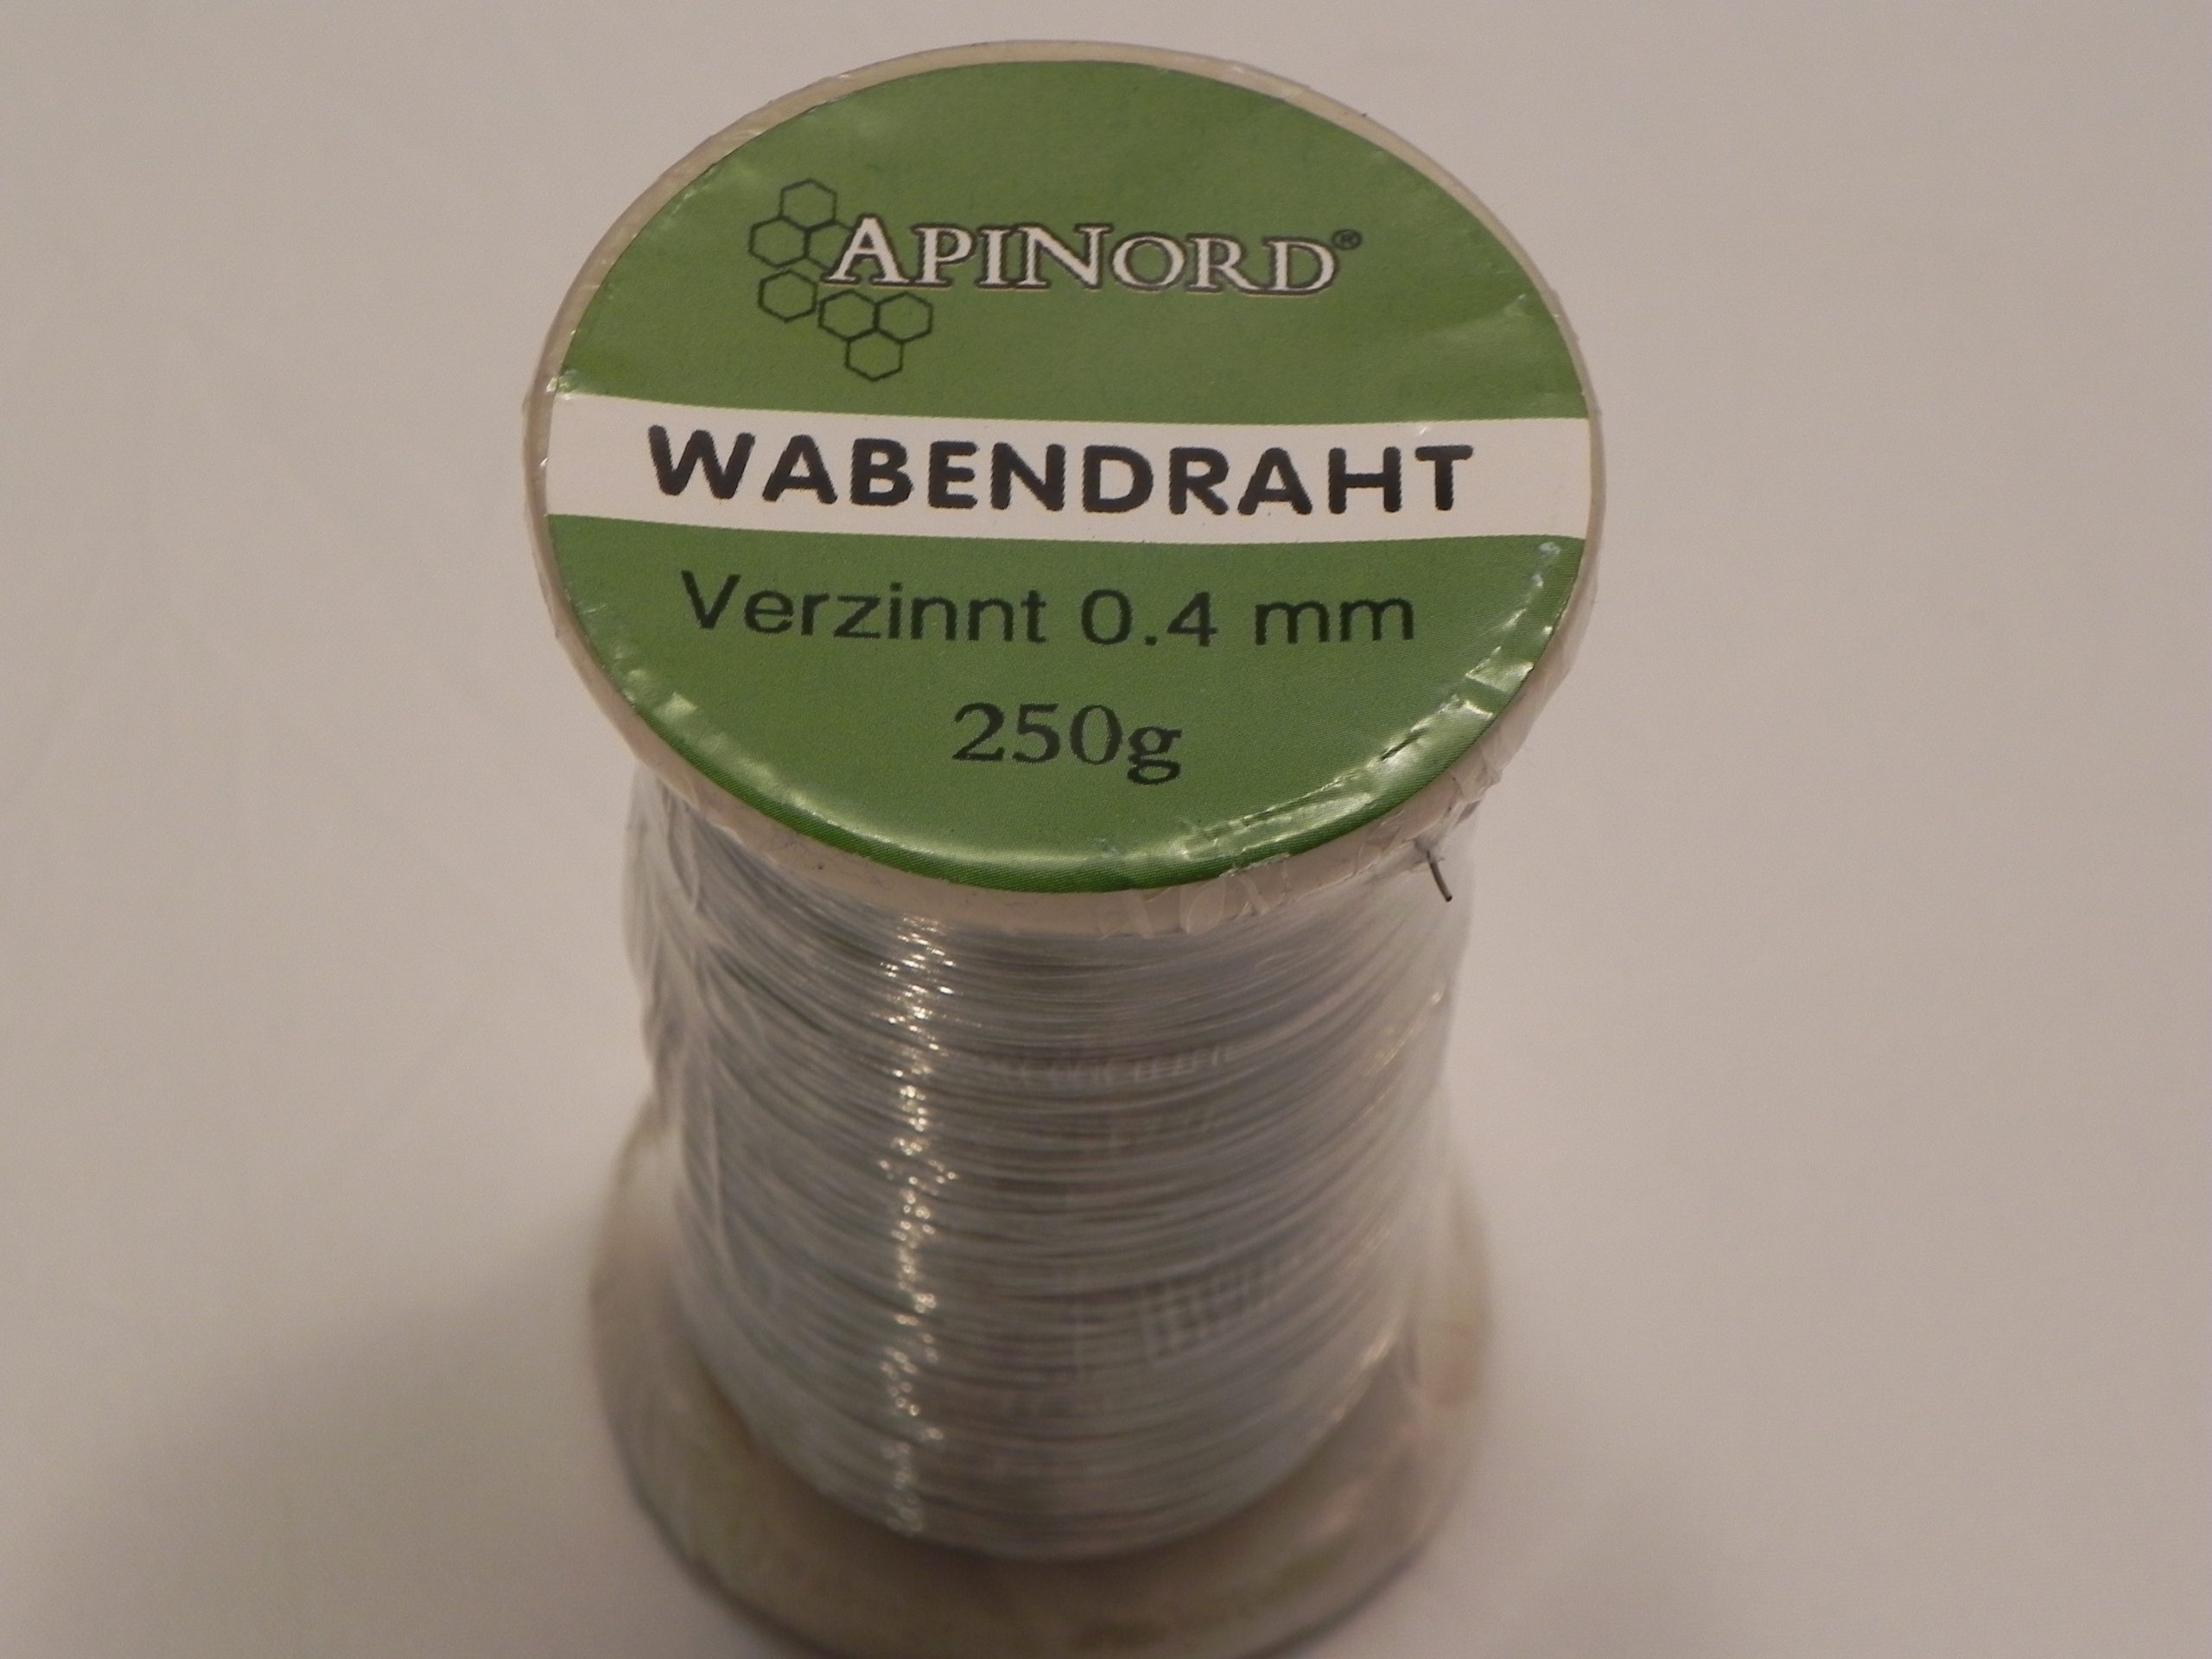 APINORD®
WABENDRAHT
Verzinnt 0.4 mm
250g